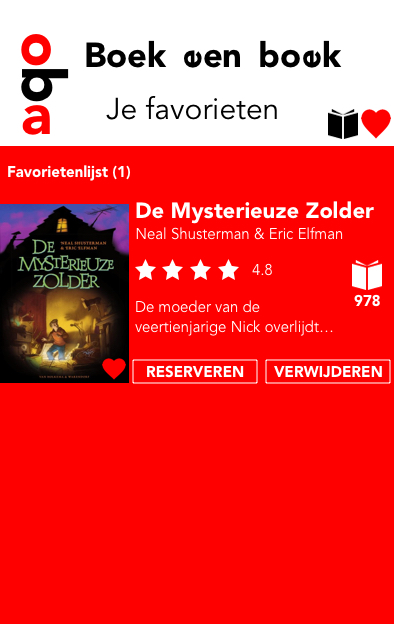 aqo
Boek een boek
Je favorieten
Favorietenlijst (1)
NEAL SHUSTERMAN
& ERIC ELFMAN
DE
MYSTERIEUZE
ZOLDER
De Mysterieuze Zolder
Neal Shusterman & Eric Elfman
4.8
978
De moeder van de
veertienjarige Nick overlijdt…
RESERVEREN
VERWIJDEREN